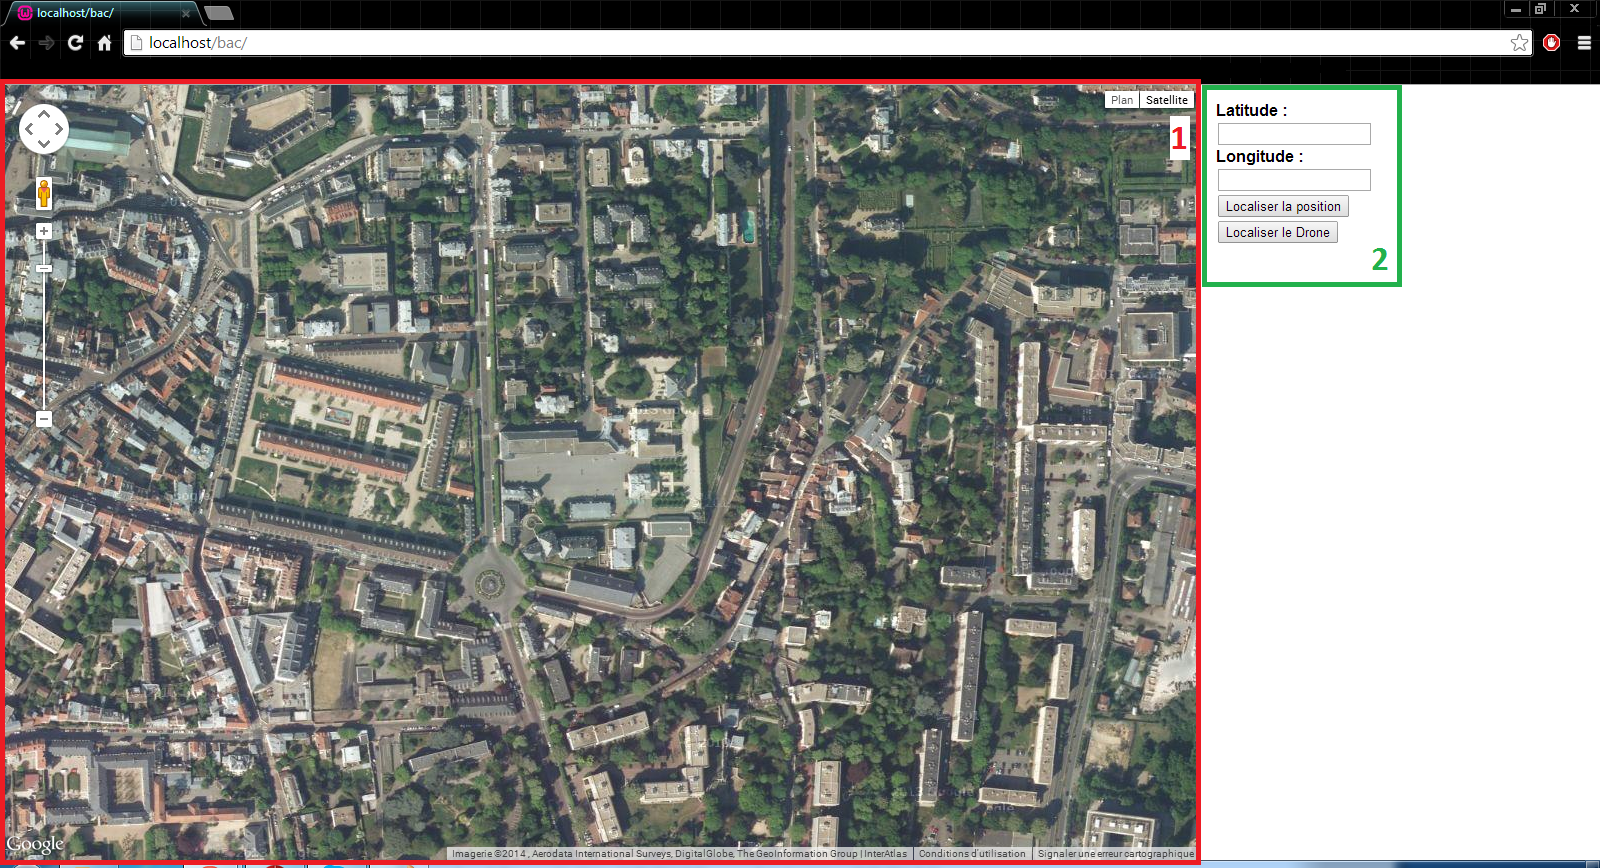 localhost/bac/
localhost/bac/
Plan Satellite
1
Latitude :
Longitude :
Localiser la position
Localiser le Drone
2
Google
Imagerie ©2014 , Aerodata International Surveys, DigitalGlobe, The GeoInformation Group | InterAtlas Conditions d'utilisation Signaler une erreur cartographique